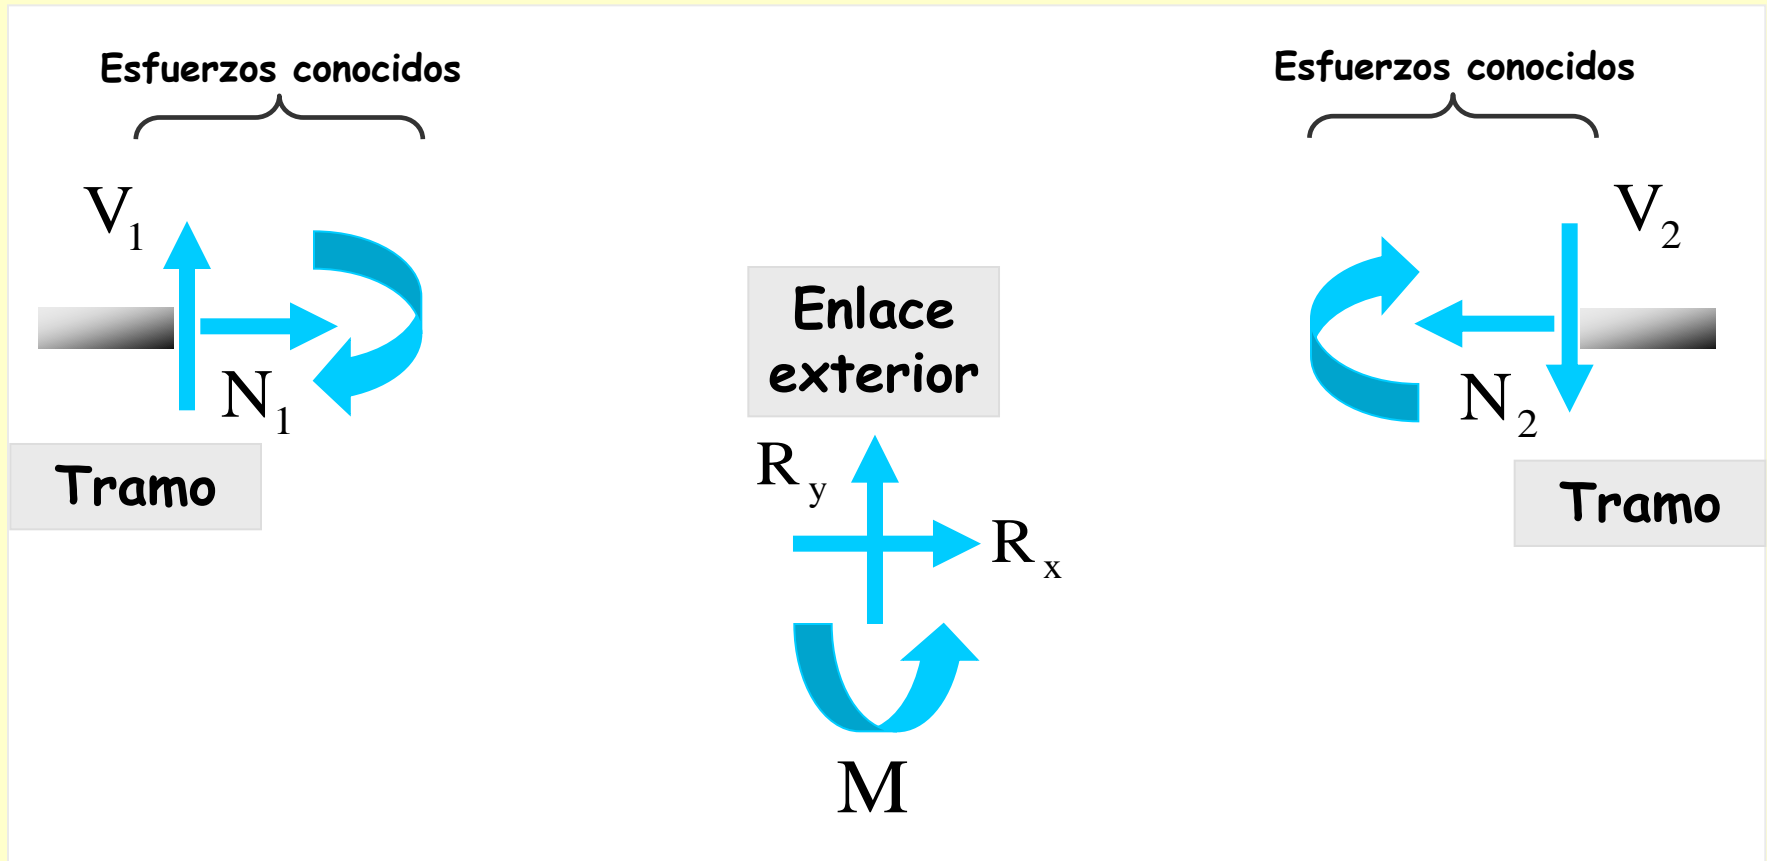 Esfuerzos conocidos
Esfuerzos conocidos
V1
V2
Enlace
exterior
N1
N2
Ry
Tramo
Tramo
Rx
M